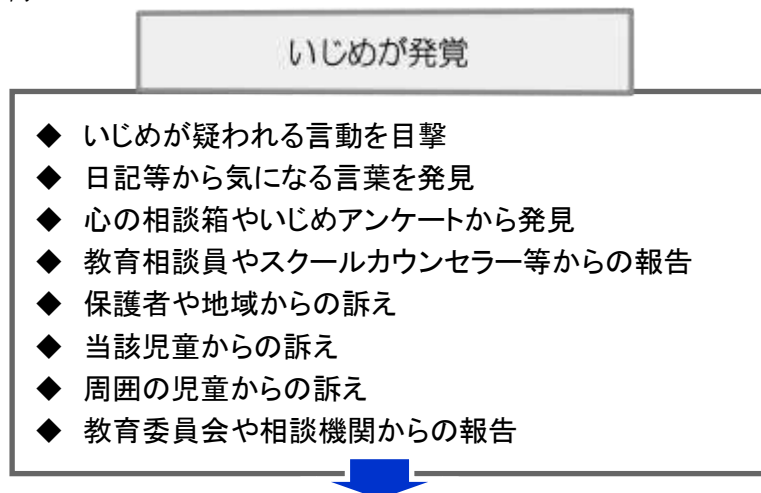 いじめが発覚
◆ いじめが疑われる言動を目撃
◆ 日記等から気になる言葉を発見
◆ 心の相談箱やいじめアンケートから発見
◆ 教育相談員やスクールカウンセラー等からの報告
◆ 保護者や地域からの訴え
◆ 当該児童からの訴え
◆ 周囲の児童からの訴え
◆ 教育委員会や相談機関からの報告